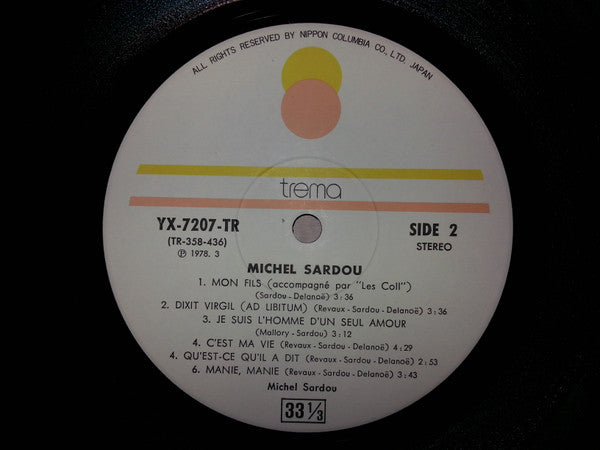 ALL RIGHTS RESERVED BY NIPPON COLUMBIA CO., LTD. JAPAN
trema
YX-7207-TR
(TR-358-436)
Ⓟ 1978. 3
SIDE 2
STEREO
MICHEL SARDOU
1. MON FILS (accompagné par "Les Coll")
(Sardou - Delanoë) 3:36
2. DIXIT VIRGIL (AD LIBITUM) (Revaux - Sardou - Delanoë) 3:36
3. JE SUIS L'HOMME D'UN SEUL AMOUR
(Mallory - Sardou) 3:12
4. C'EST MA VIE (Revaux - Sardou - Delanoë) 4:29
4. QU'EST-CE QU'IL A DIT (Revaux - Sardou - Delanoë) 2:53
6. MANIE, MANIE (Revaux - Sardou - Delanoë) 3:43
Michel Sardou
33 1/3